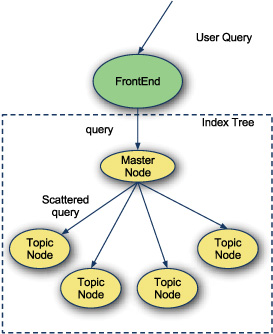 User Query
FrontEnd
Index Tree
query
Master
Node
Scattered
query
Topic
Node
Topic
Node
Topic
Node
Topic
Node